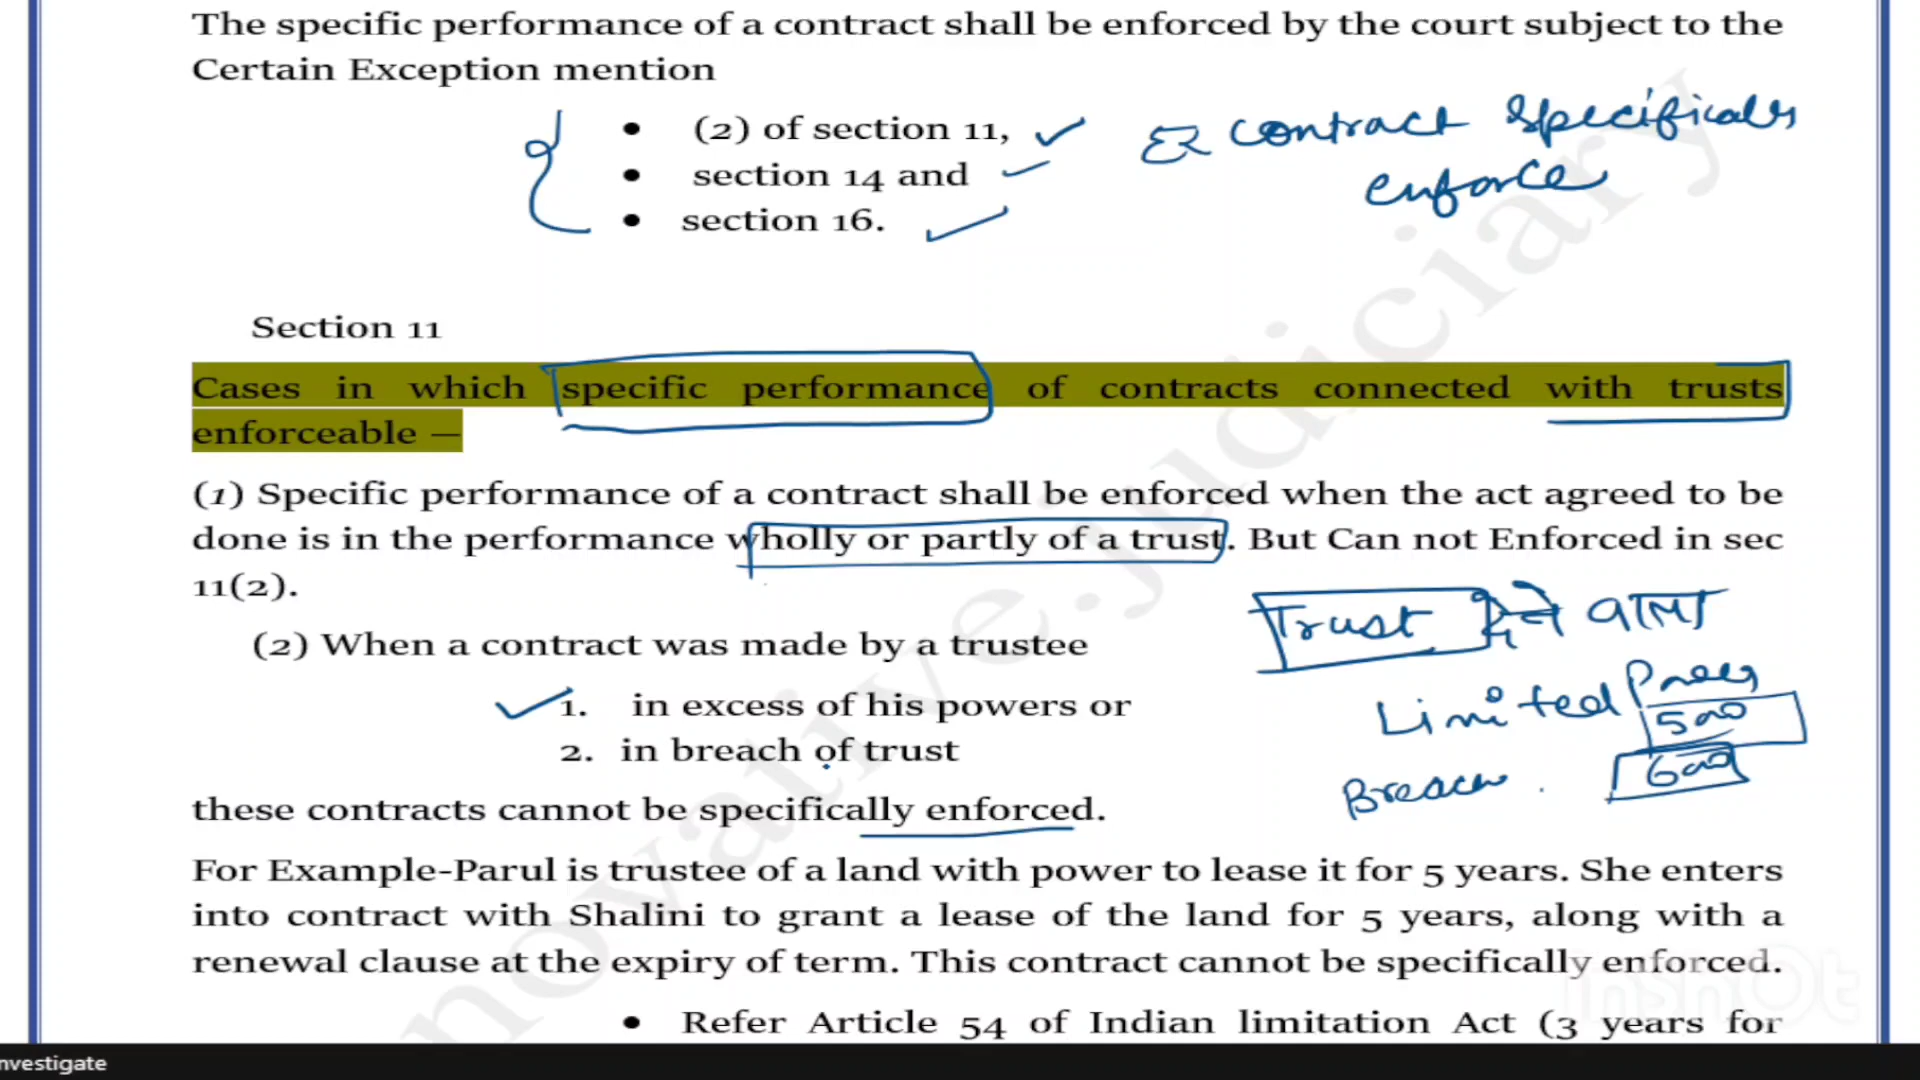 The specific performance of a contract shall be enforced by the court subject to the
Certain Exception mention
• (2) of section 11,
• section 14 and
• section 16.
contract specifically
enforce
Section 11
Cases in which specific performance of contracts connected with trusts
enforceable —
(1) Specific performance of a contract shall be enforced when the act agreed to be
done is in the performance wholly or partly of a trust. But Can not Enforced in sec
11(2).
Trust वाला
(2) When a contract was made by a trustee
Limited
500
1. in excess of his powers or
2. in breach of trust
Breach 600
these contracts cannot be specifically enforced.
For Example-Parul is trustee of a land with power to lease it for 5 years. She enters
into contract with Shalini to grant a lease of the land for 5 years, along with a
renewal clause at the expiry of term. This contract cannot be specifically enforced.
• Refer Article 54 of Indian limitation Act (3 years for
novative.judiciary
InShOt
nvestigate